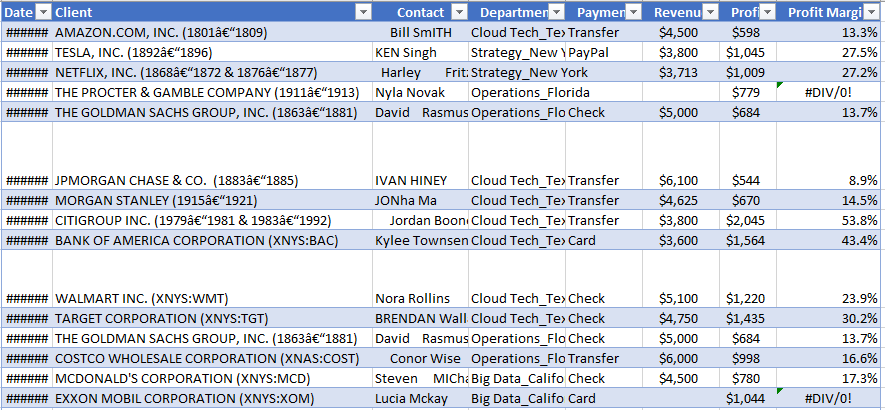 Date Client Contact Departmen Paymen Revenu Profi Profit Margi
###### AMAZON.COM, INC. (1801â€“1809) Bill SmITH Cloud Tech_Tex Transfer $4,500 $598 13.3%
###### TESLA, INC. (1892â€“1896) KEN Singh Strategy_New Y PayPal $3,800 $1,045 27.5%
###### NETFLIX, INC. (1868â€“1872 & 1876â€“1877) Harley Frit Strategy_New York $3,713 $1,009 27.2%
###### THE PROCTER & GAMBLE COMPANY (1911â€“1913) Nyla Novak Operations_Florida $779 #DIV/0!
###### THE GOLDMAN SACHS GROUP, INC. (1863â€“1881) David Rasmus Operations_Flo Check $5,000 $684 13.7%
###### JPMORGAN CHASE & CO. (1883â€“1885) IVAN HINEY Cloud Tech_Tex Transfer $6,100 $544 8.9%
###### MORGAN STANLEY (1915â€“1921) JONha Ma Cloud Tech_Tex Transfer $4,625 $670 14.5%
###### CITIGROUP INC. (1979â€“1981 & 1983â€“1992) Jordan Boone Cloud Tech_Tex Transfer $3,800 $2,045 53.8%
###### BANK OF AMERICA CORPORATION (XNYS:BAC) Kylee Townsen Cloud Tech_Tex Card $3,600 $1,564 43.4%
###### WALMART INC. (XNYS:WMT) Nora Rollins Cloud Tech_Tex Check $5,100 $1,220 23.9%
###### TARGET CORPORATION (XNYS:TGT) BRENDAN Wall Cloud Tech_Tex Check $4,750 $1,435 30.2%
###### THE GOLDMAN SACHS GROUP, INC. (1863â€“1881) David Rasmus Operations_Flo Check $5,000 $684 13.7%
###### COSTCO WHOLESALE CORPORATION (XNAS:COST) Conor Wise Operations_Flo Transfer $6,000 $998 16.6%
###### MCDONALD'S CORPORATION (XNYS:MCD) Steven MICha Big Data_Califo Check $4,500 $780 17.3%
###### EXXON MOBIL CORPORATION (XNYS:XOM) Lucia Mckay Big Data_Califo Card $1,044 #DIV/0!